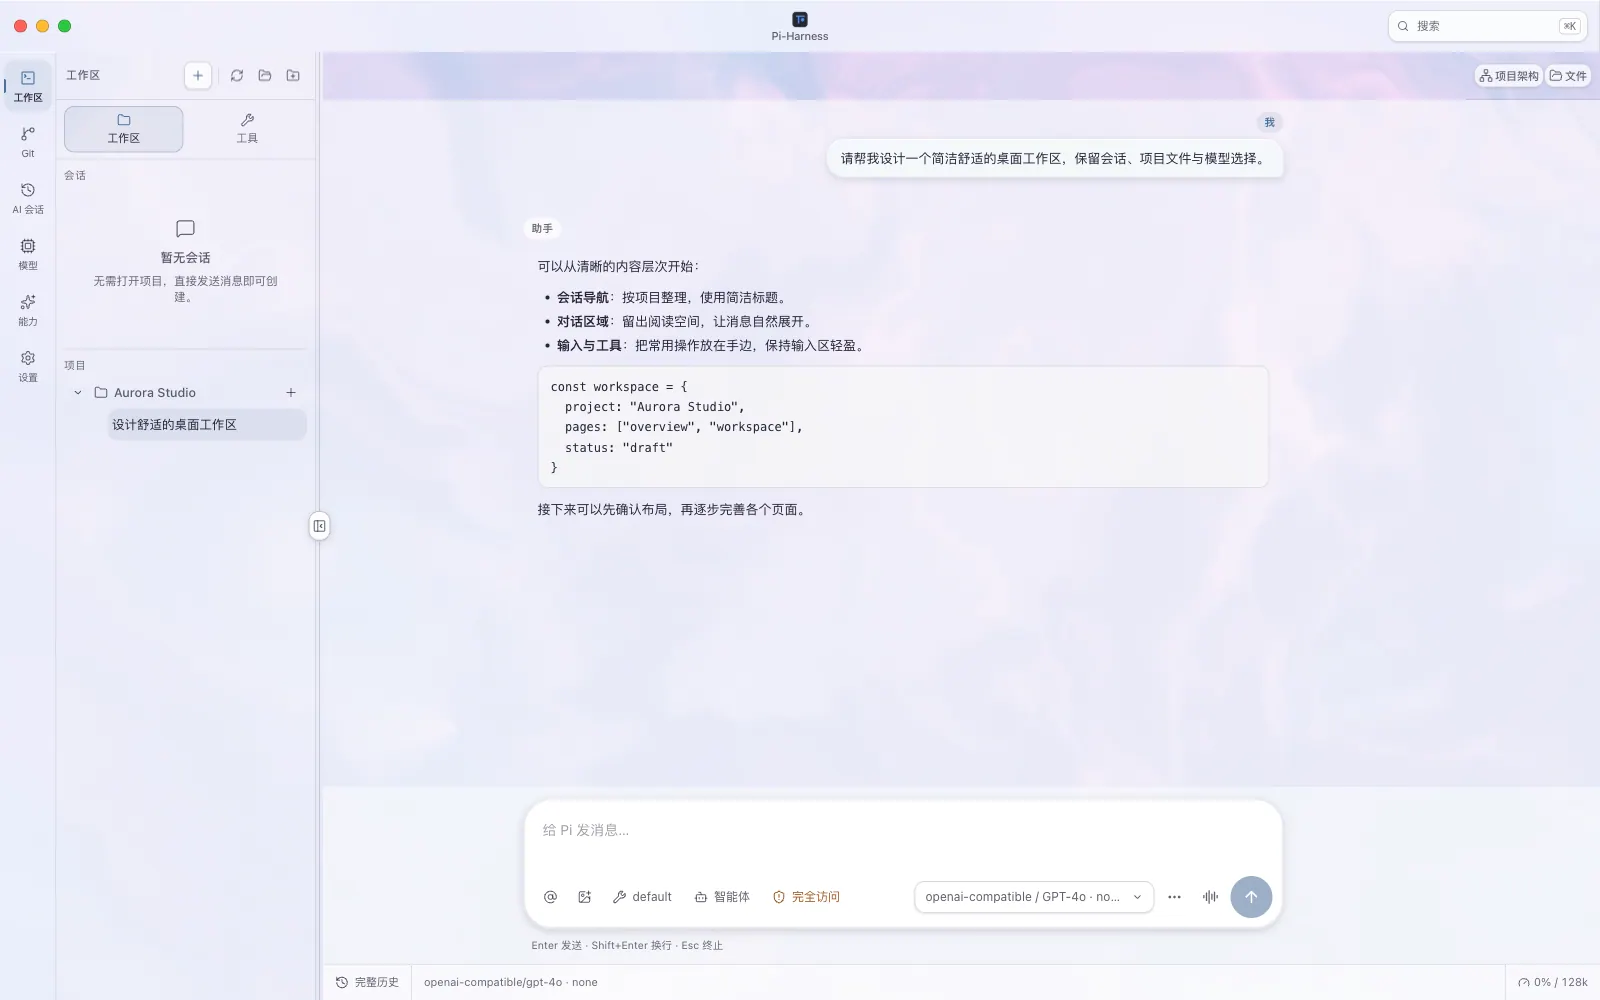 Pi-Harness
搜索
⌘K
工作区
Git
AI 会话
模型
能力
设置
工作区
工作区
工具
会话
暂无会话
无需打开项目，直接发送消息即可创
建。
项目
Aurora Studio
设计舒适的桌面工作区
项目架构
文件
我
请帮我设计一个简洁舒适的桌面工作区，保留会话、项目文件与模型选择。
助手
可以从清晰的内容层次开始：
• 会话导航：按项目整理，使用简洁标题。
• 对话区域：留出阅读空间，让消息自然展开。
• 输入与工具：把常用操作放在手边，保持输入区轻盈。
const workspace = {
  project: "Aurora Studio",
  pages: ["overview", "workspace"],
  status: "draft"
}
接下来可以先确认布局，再逐步完善各个页面。
给 Pi 发消息...
default
智能体
完全访问
openai-compatible / GPT-4o · no...
Enter 发送 · Shift+Enter 换行 · Esc 终止
完整历史
openai-compatible/gpt-4o · none
0% / 128k